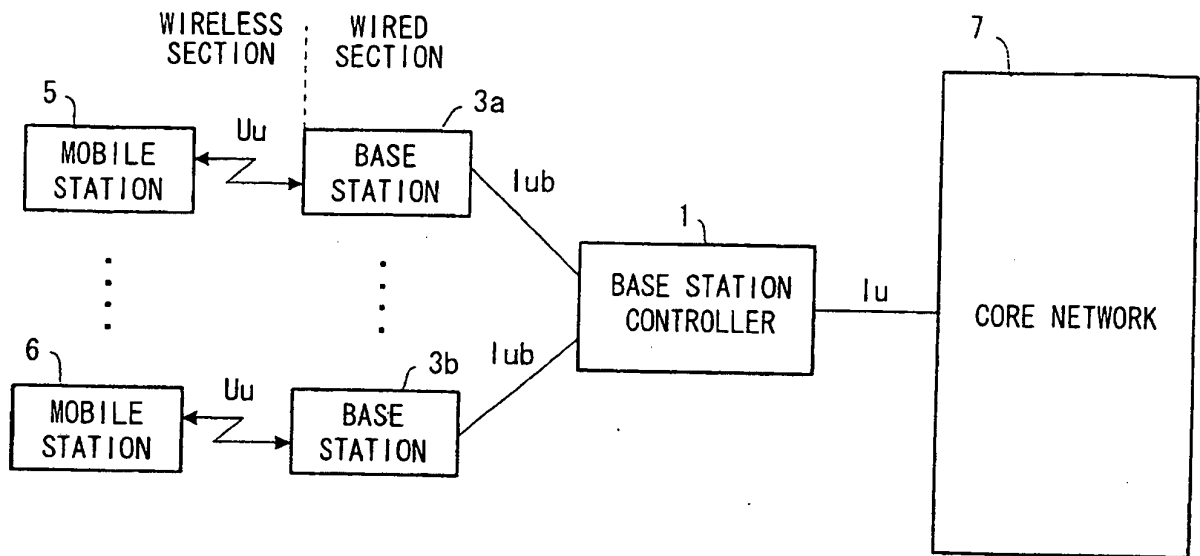 WIRELESS
SECTION
WIRED
SECTION
7
5
Uu
3a
MOBILE
STATION
BASE
STATION
Iub
1
BASE STATION
CONTROLLER
Iu
CORE NETWORK
6
Uu
3b
Iub
MOBILE
STATION
BASE
STATION